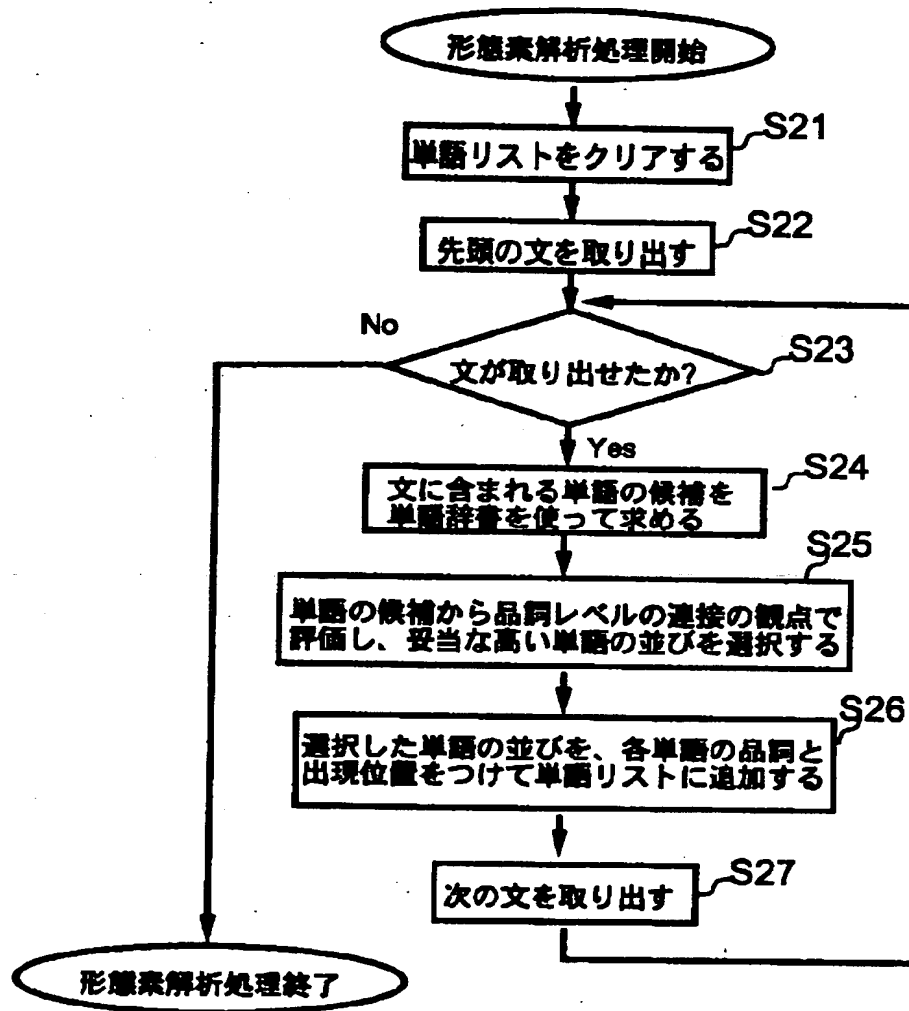 形態素解析処理開始
S21
単語リストをクリアする
S22
先頭の文を取り出す
No
S23
文が取り出せたか?
Yes
S24
文に含まれる単語の候補を
単語辞書を使って求める
S25
単語の候補から品詞レベルの連接の観点で
評価し、妥当な高い単語の並びを選択する
S26
選択した単語の並びを、各単語の品詞と
出現位置をつけて単語リストに追加する
S27
次の文を取り出す
形態素解析処理終了